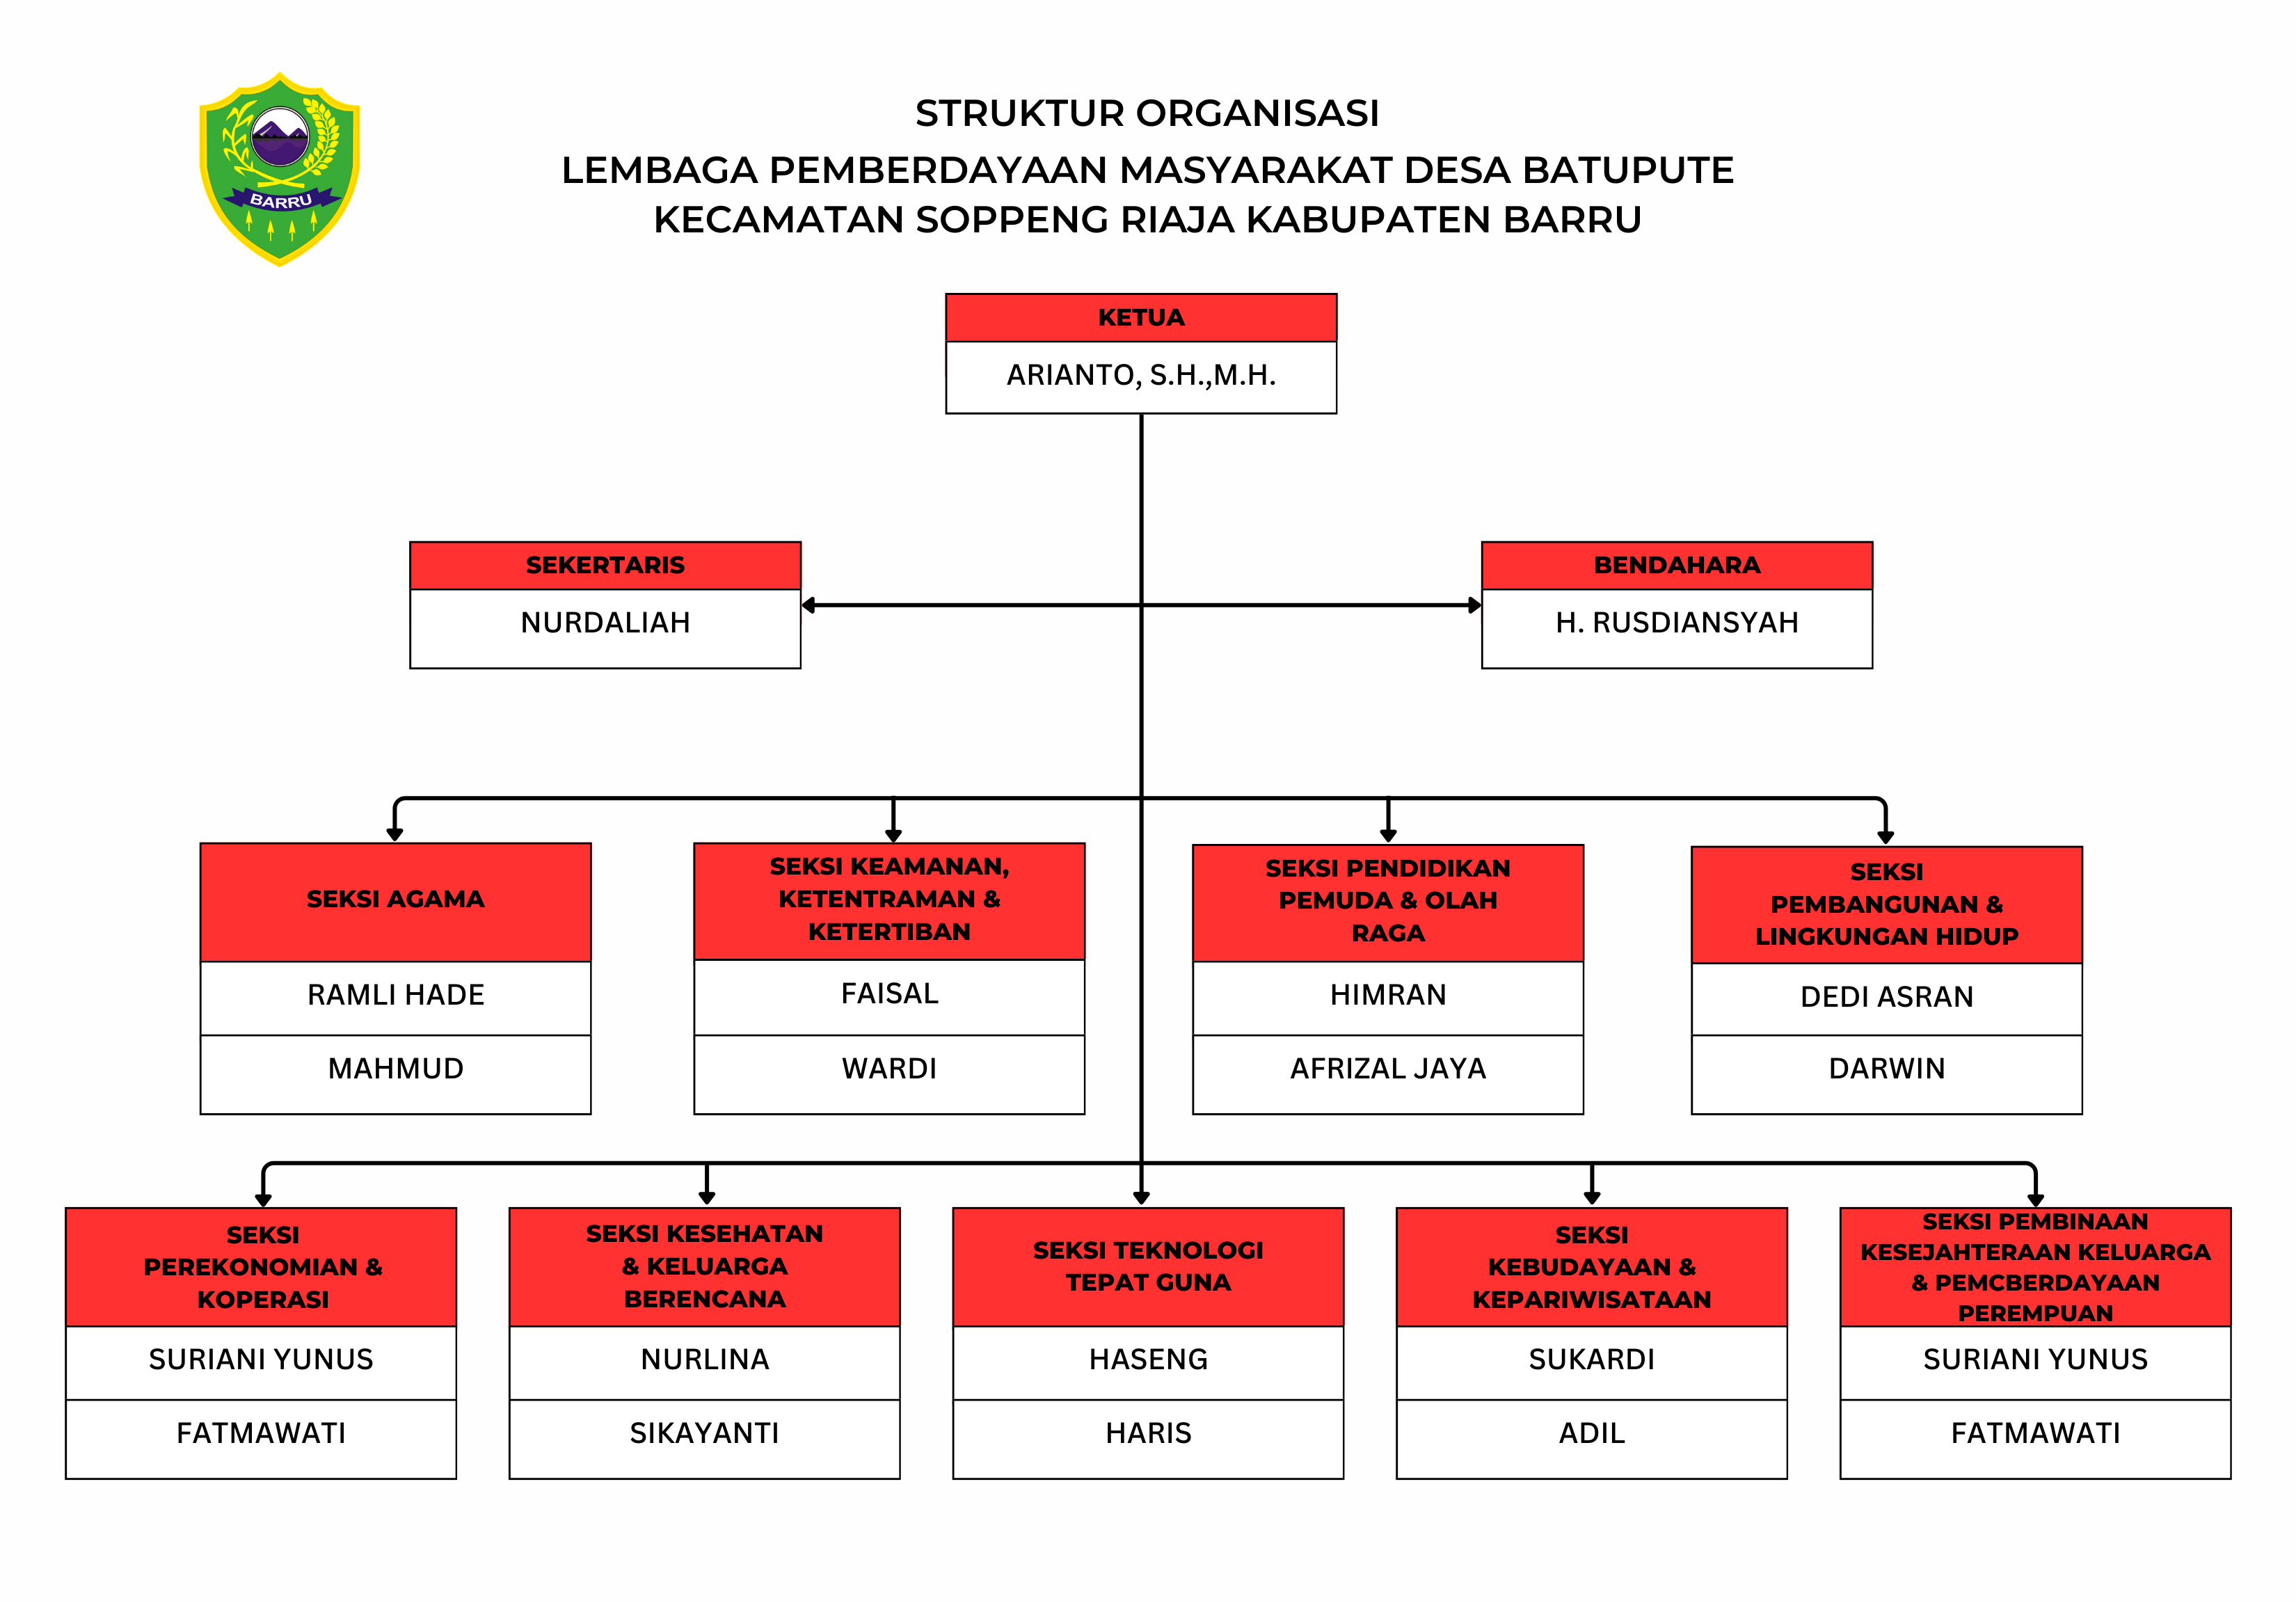 BARRU
STRUKTUR ORGANISASI
LEMBAGA PEMBERDAYAAN MASYARAKAT DESA BATUPUTE
KECAMATAN SOPPENG RIAJA KABUPATEN BARRU
KETUA
ARIANTO, S.H.,M.H.
SEKERTARIS
NURDALIAH
BENDAHARA
H. RUSDIANSYAH
SEKSI AGAMA
RAMLI HADE
MAHMUD
SEKSI KEAMANAN,
KETENTRAMAN &
KETERTIBAN
FAISAL
WARDI
SEKSI PENDIDIKAN
PEMUDA & OLAH
RAGA
HIMRAN
AFRIZAL JAYA
SEKSI
PEMBANGUNAN &
LINGKUNGAN HIDUP
DEDI ASRAN
DARWIN
SEKSI
PEREKONOMIAN &
KOPERASI
SURIANI YUNUS
FATMAWATI
SEKSI KESEHATAN
& KELUARGA
BERENCANA
NURLINA
SIKAYANTI
SEKSI TEKNOLOGI
TEPAT GUNA
HASENG
HARIS
SEKSI
KEBUDAYAAN &
KEPARIWISATAAN
SUKARDI
ADIL
SEKSI PEMBINAAN
KESEJAHTERAAN KELUARGA
& PEMCBERDAYAAN
PEREMPUAN
SURIANI YUNUS
FATMAWATI